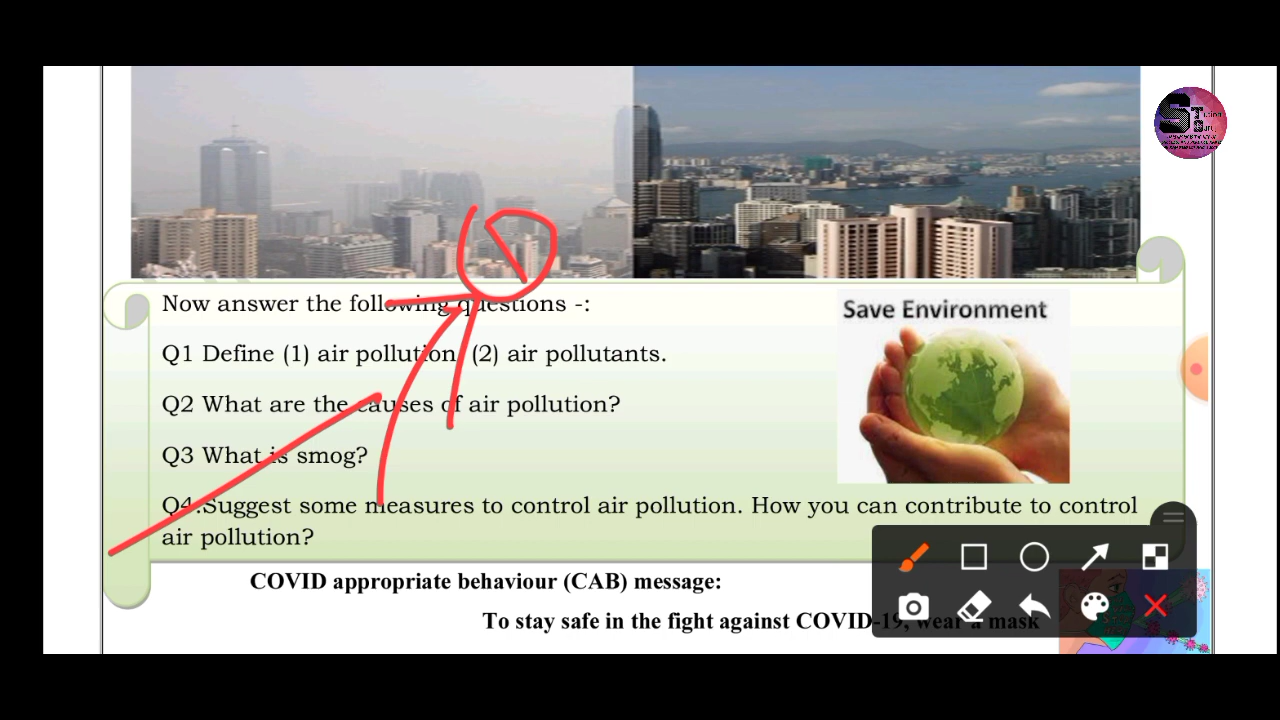 Now answer the following questions -:
Save Environment
Q1 Define (1) air pollution, (2) air pollutants.
Q2 What are the causes of air pollution?
Q3 What is smog?
Q4.Suggest some measures to control air pollution. How you can contribute to control
air pollution?
COVID appropriate behaviour (CAB) message:
To stay safe in the fight against COVID-19, wear a mask